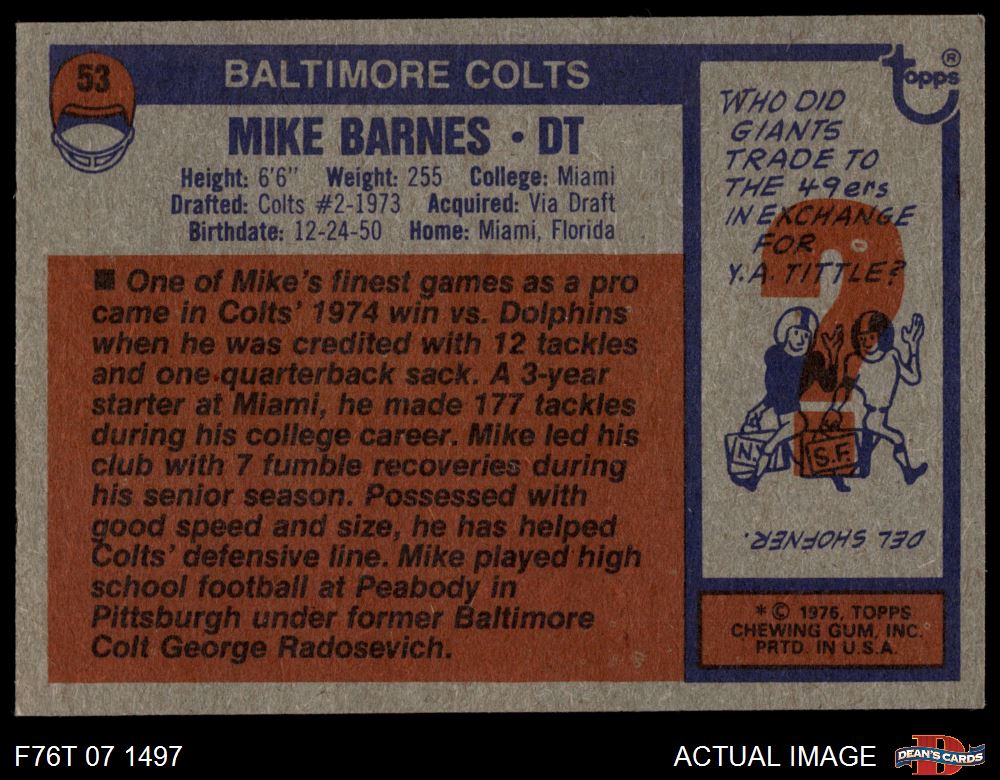 53
BALTIMORE COLTS
topps®
MIKE BARNES • DT
Height: 6'6" Weight: 255 College: Miami
Drafted: Colts #2-1973 Acquired: Via Draft
Birthdate: 12-24-50 Home: Miami, Florida
■ One of Mike's finest games as a pro
came in Colts' 1974 win vs. Dolphins
when he was credited with 12 tackles
and one quarterback sack. A 3-year
starter at Miami, he made 177 tackles
during his college career. Mike led his
club with 7 fumble recoveries during
his senior season. Possessed with
good speed and size, he has helped
Colts' defensive line. Mike played high
school football at Peabody in
Pittsburgh under former Baltimore
Colt George Radosevich.
WHO DID
GIANTS
TRADE TO
THE 49ers
IN EXCHANGE
FOR
Y.A. TITTLE?
?
N.Y.
S.F.
DEL SHOFNER.
* © 1976, TOPPS
CHEWING GUM, INC.
PRTD. IN U.S.A.
F76T 07 1497
ACTUAL IMAGE
D
DEAN'S CARDS